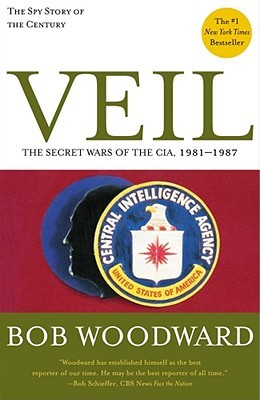 The Spy Story of
the Century
The #1
New York Times
Bestseller
VEIL
THE SECRET WARS OF THE CIA, 1981–1987
CENTRAL INTELLIGENCE AGENCY
UNITED STATES OF AMERICA
BOB WOODWARD
"Woodward has established himself as the best
reporter of our time. He may be the best reporter of all time."
—Bob Schieffer, CBS News Face the Nation